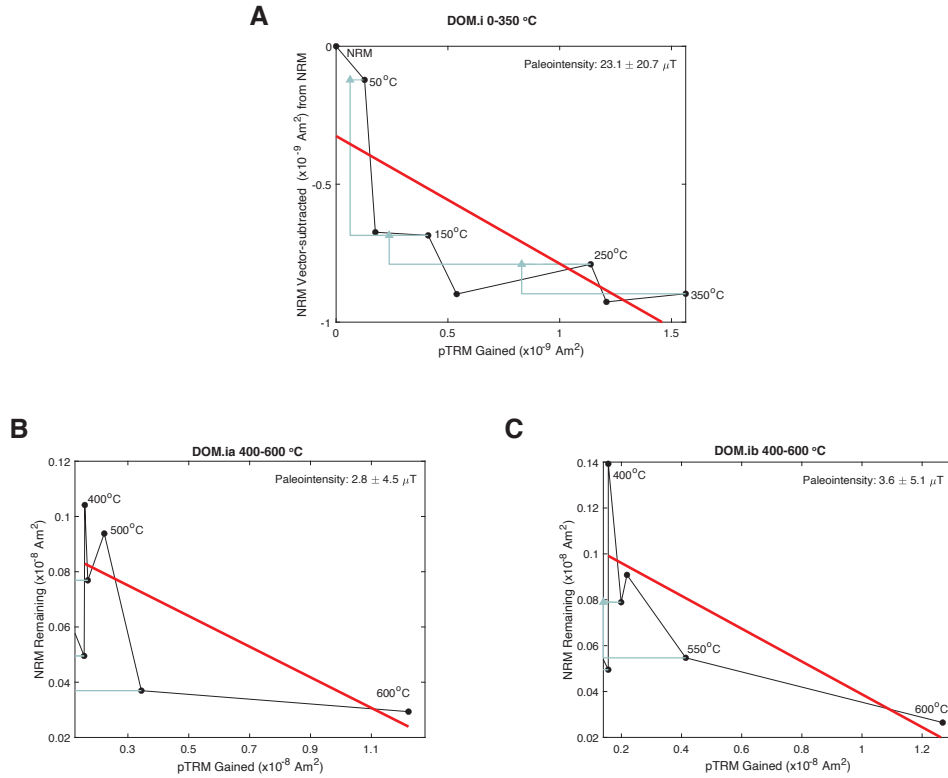 A
DOM.i 0-350 °C
Paleointensity: 23.1 ± 20.7 μT
NRM
50°C
150°C
250°C
350°C
0
-0.5
-1
NRM Vector-subtracted (x10⁻⁹ Am²) from NRM
0 0.5 1 1.5
pTRM Gained (x10⁻⁹ Am²)
B
DOM.ia 400-600 °C
Paleointensity: 2.8 ± 4.5 μT
400°C
500°C
600°C
0.12
0.1
0.08
0.06
0.04
0.02
NRM Remaining (x10⁻⁸ Am²)
0.3 0.7 1.1
pTRM Gained (x10⁻⁸ Am²)
C
DOM.ib 400-600 °C
Paleointensity: 3.6 ± 5.1 μT
400°C
550°C
600°C
0.14
0.12
0.1
0.08
0.06
0.04
0.02
NRM Remaining (x10⁻⁸ Am²)
0.2 0.4 0.6 0.8 1 1.2
pTRM Gained (x10⁻⁸ Am²)